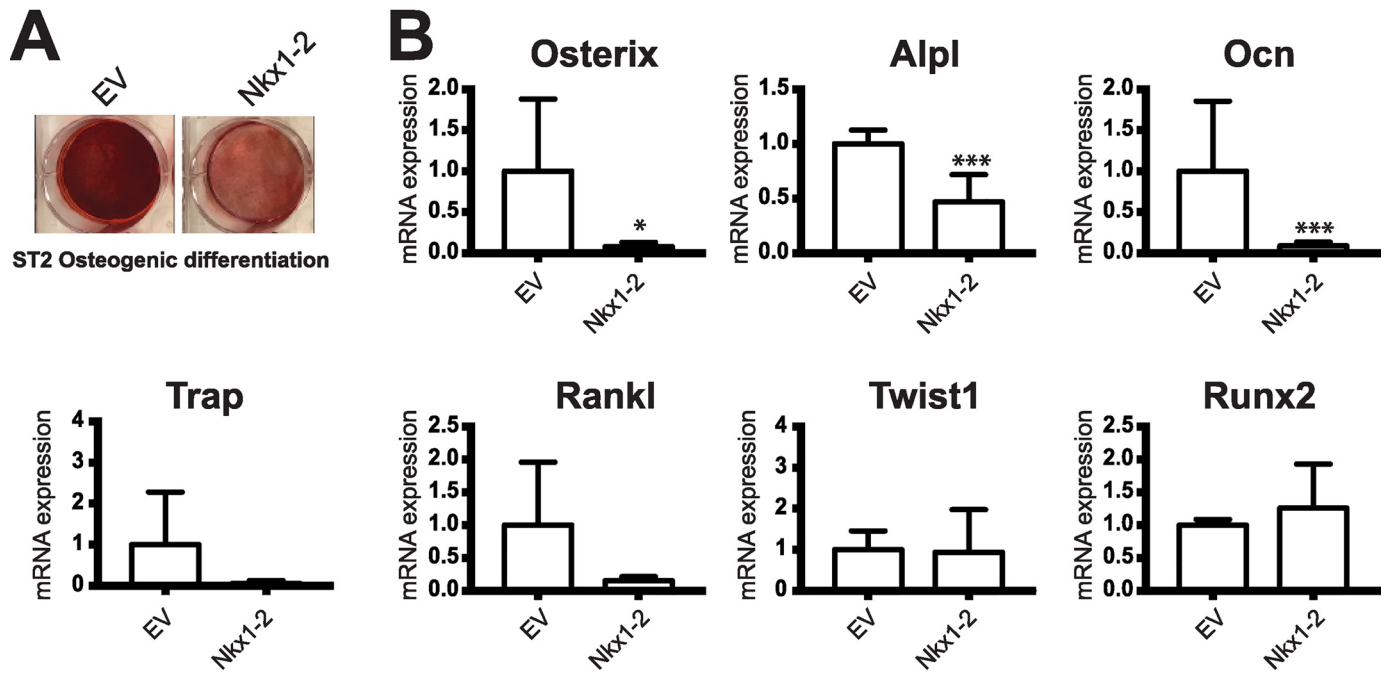 A
EV
Nkx1-2
ST2 Osteogenic differentiation
B
Osterix
mRNA expression
2.0
1.5
1.0
0.5
0.0
*
EV
Nkx1-2
Alpl
mRNA expression
1.5
1.0
0.5
0.0
***
EV
Nkx1-2
Ocn
mRNA expression
2.0
1.5
1.0
0.5
0.0
***
EV
Nkx1-2
Trap
mRNA expression
4
3
2
1
0
EV
Nkx1-2
Rankl
mRNA expression
2.5
2.0
1.5
1.0
0.5
0.0
EV
Nkx1-2
Twist1
mRNA expression
4
3
2
1
0
EV
Nkx1-2
Runx2
mRNA expression
2.5
2.0
1.5
1.0
0.5
0.0
EV
Nkx1-2